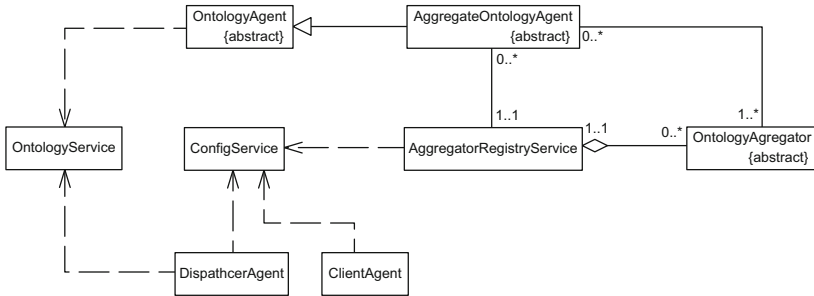 OntologyAgent
{abstract}
AggregateOntologyAgent
{abstract}
0..*
0..*
1..1
1..*
OntologyService
ConfigService
AggregatorRegistryService
1..1
0..*
OntologyAgregator
{abstract}
DispathcerAgent
ClientAgent